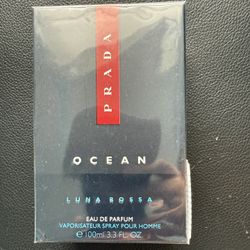 PRADA
OCEAN
LUNA ROSSA
EAU DE PARFUM
VAPORISATEUR SPRAY POUR HOMME
℮ 100ml 3.3 FL. OZ